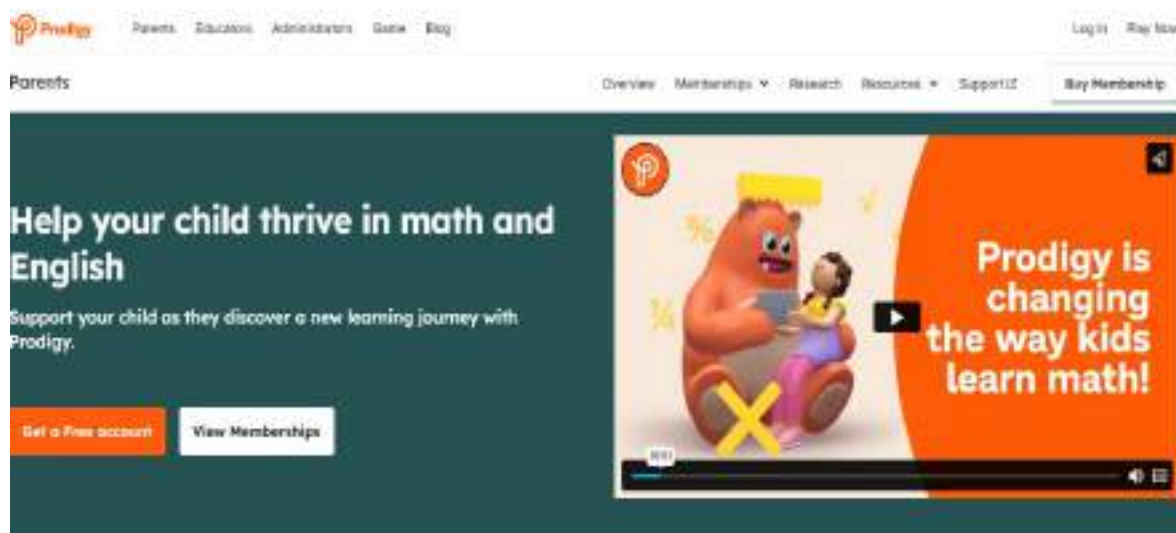 Prodigy Parents Educators Administrators Game Blog Log In Play Now
Parents Overview Memberships Research Resources Support Buy Membership
Help your child thrive in math and
English
Support your child as they discover a new learning journey with
Prodigy.
Get a Free account View Memberships
Prodigy is
changing
the way kids
learn math!